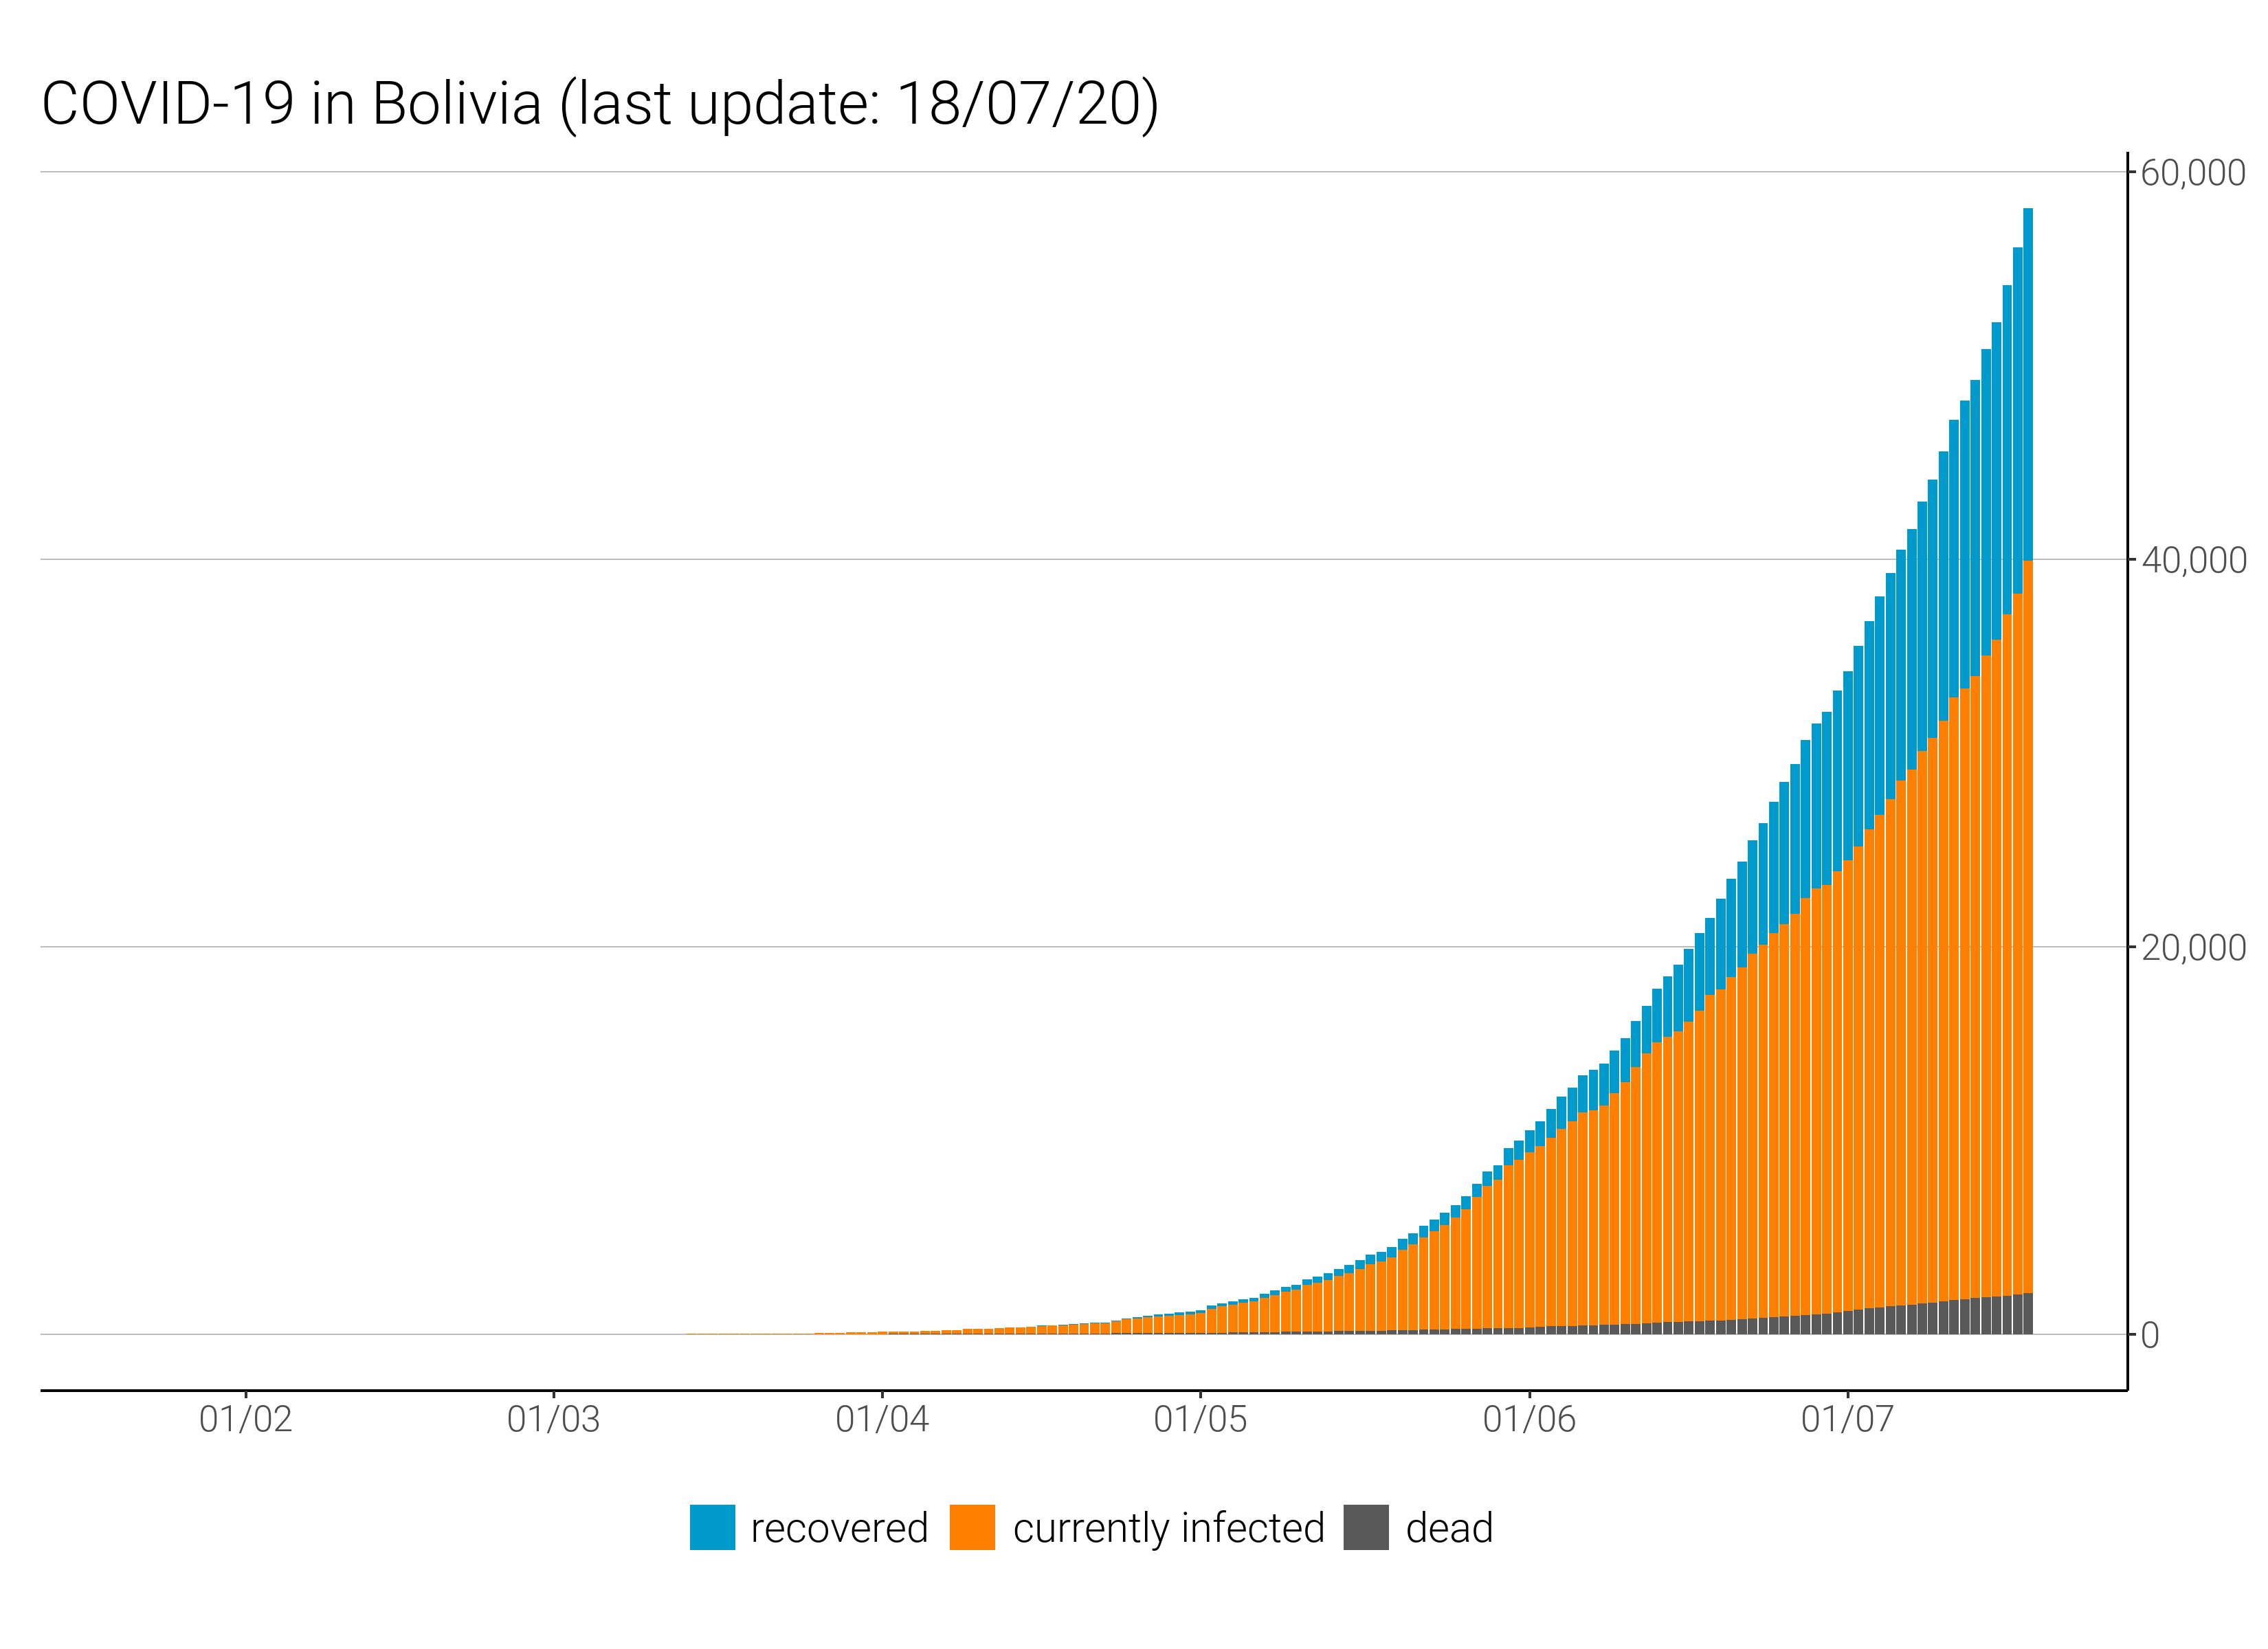 COVID-19 in Bolivia (last update: 18/07/20)
60,000
40,000
20,000
0
01/02 01/03 01/04 01/05 01/06 01/07
recovered currently infected dead